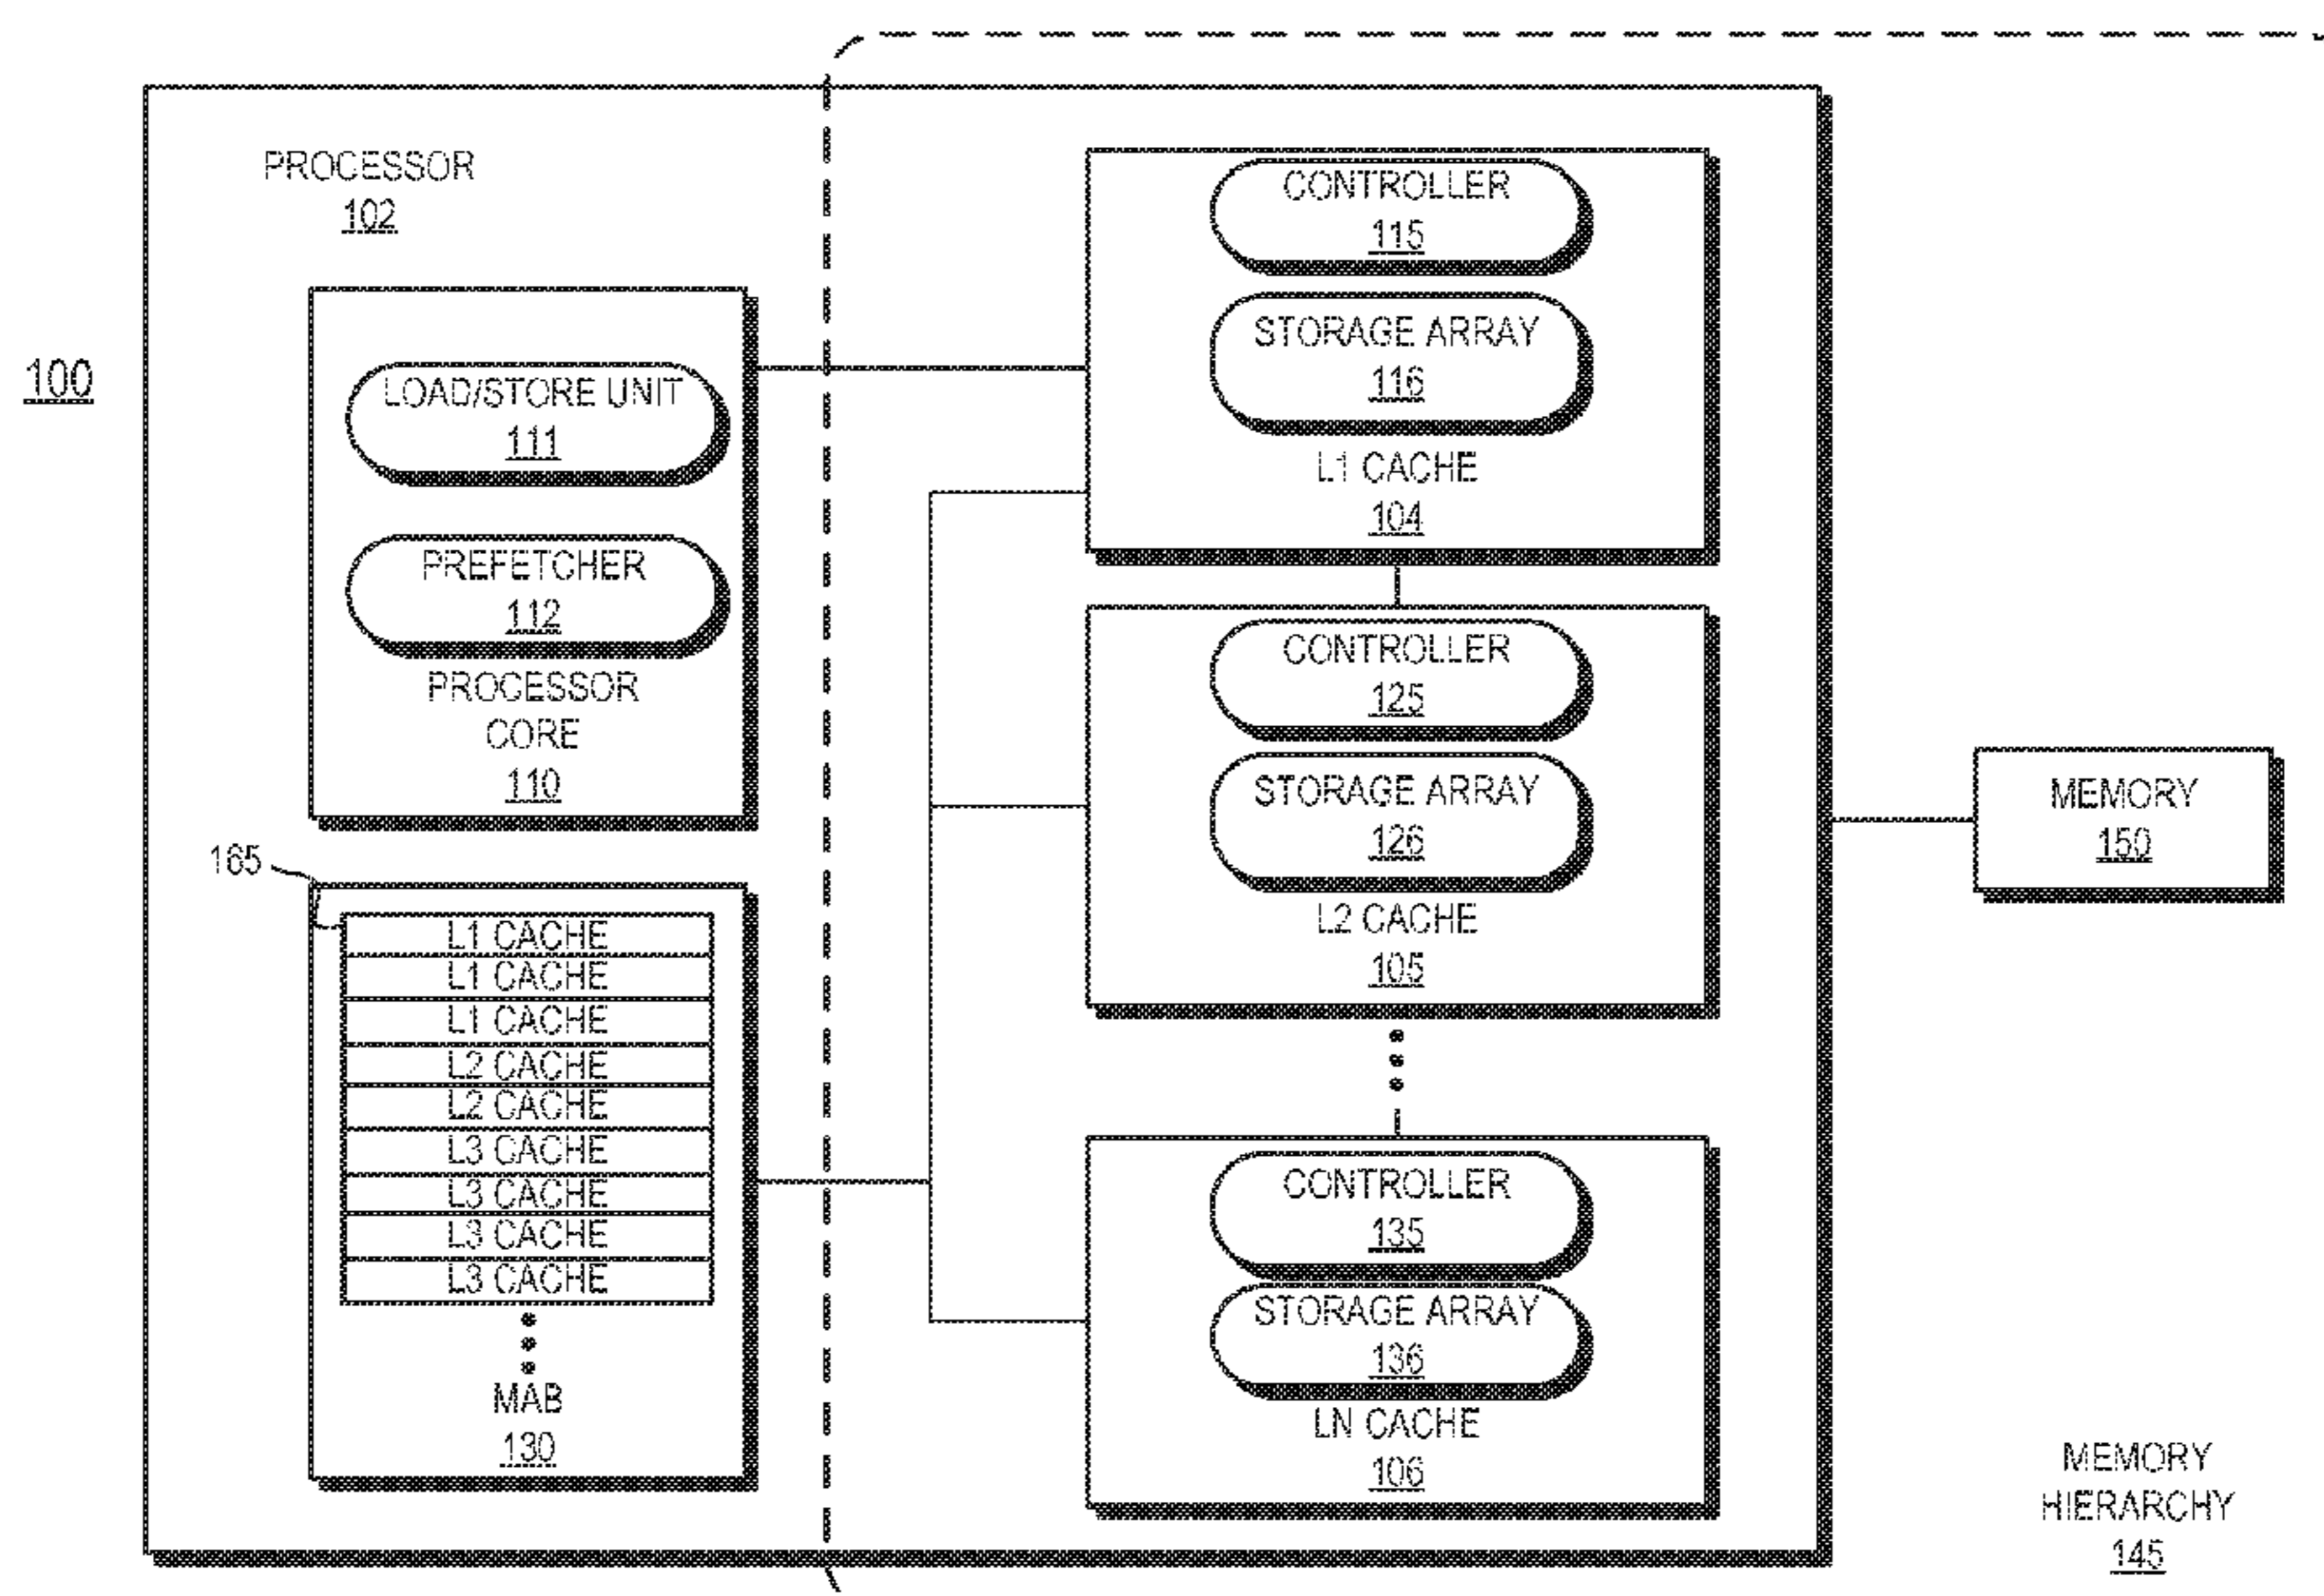 100
PROCESSOR
102
LOAD/STORE UNIT
111
PREFETCHER
112
PROCESSOR
CORE
110
165
L1 CACHE
L1 CACHE
L1 CACHE
L2 CACHE
L2 CACHE
L3 CACHE
L3 CACHE
L3 CACHE
L3 CACHE
MAB
130
CONTROLLER
115
STORAGE ARRAY
116
L1 CACHE
104
CONTROLLER
125
STORAGE ARRAY
126
L2 CACHE
105
CONTROLLER
135
STORAGE ARRAY
136
LN CACHE
106
MEMORY
150
MEMORY
HIERARCHY
145